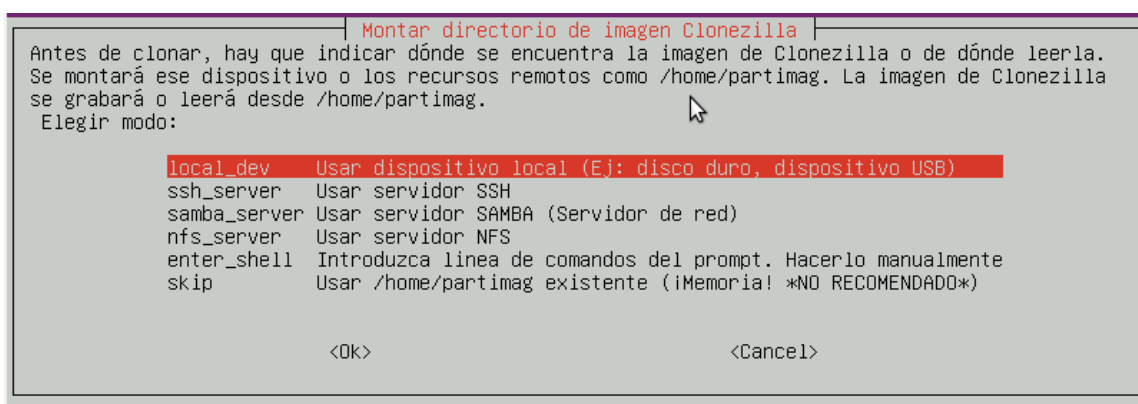 Montar directorio de imagen Clonezilla
Antes de clonar, hay que indicar dónde se encuentra la imagen de Clonezilla o de dónde leerla.
Se montará ese dispositivo o los recursos remotos como /home/partimag. La imagen de Clonezilla
se grabará o leerá desde /home/partimag.
Elegir modo:
local_dev Usar dispositivo local (Ej: disco duro, dispositivo USB)
ssh_server Usar servidor SSH
samba_server Usar servidor SAMBA (Servidor de red)
nfs_server Usar servidor NFS
enter_shell Introduzca linea de comandos del prompt. Hacerlo manualmente
skip Usar /home/partimag existente (¡Memoria! *NO RECOMENDADO*)
<Ok> <Cancel>